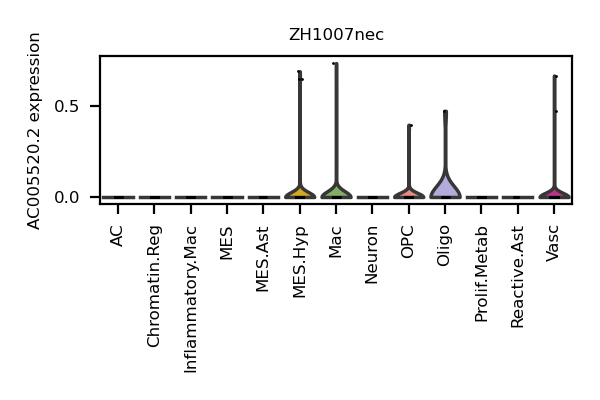 ZH1007nec
AC005520.2 expression
0.5
0.0
AC
Chromatin.Reg
Inflammatory.Mac
MES
MES.Ast
MES.Hyp
Mac
Neuron
OPC
Oligo
Prolif.Metab
Reactive.Ast
Vasc